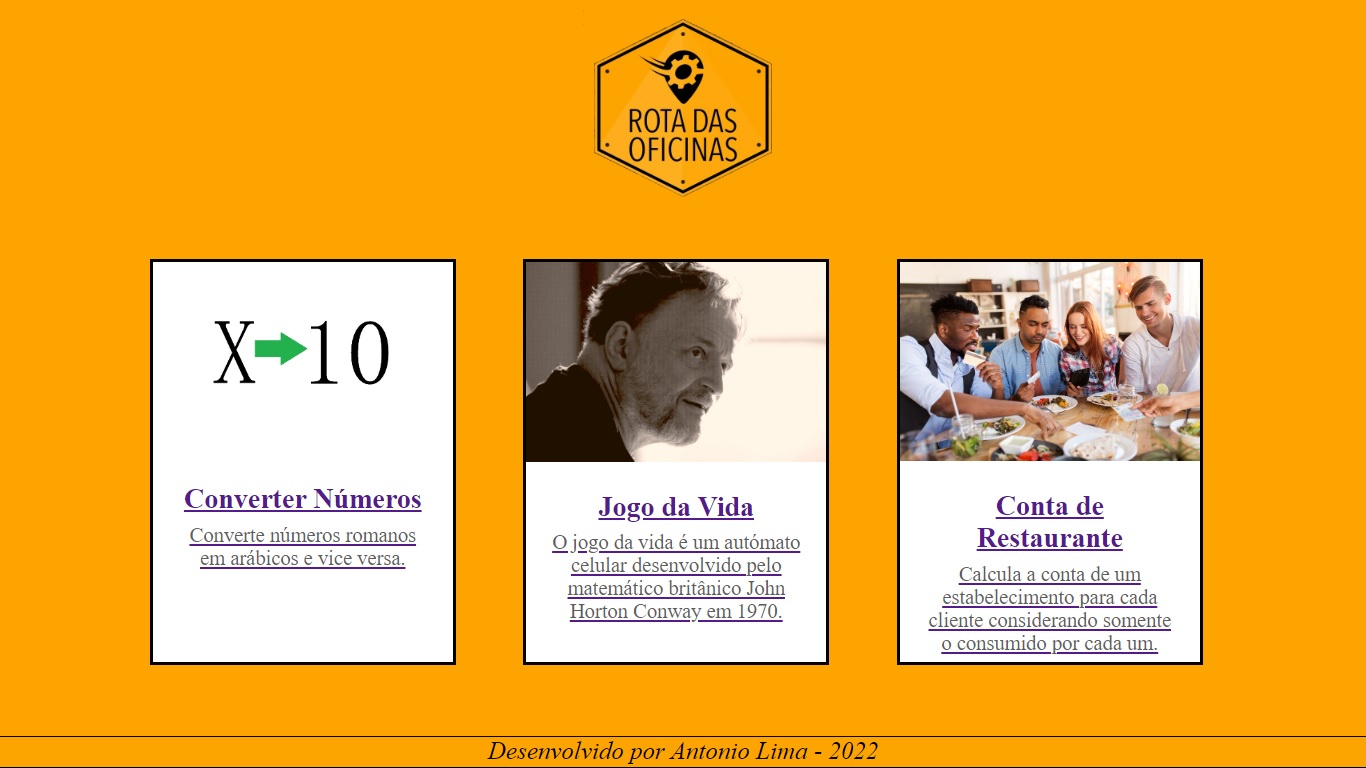 ROTA DAS
OFICINAS
X 10
Converter Números
Converte números romanos
em arábicos e vice versa.
Jogo da Vida
O jogo da vida é um autómato
celular desenvolvido pelo
matemático britânico John
Horton Conway em 1970.
Conta de
Restaurante
Calcula a conta de um
estabelecimento para cada
cliente considerando somente
o consumido por cada um.
Desenvolvido por Antonio Lima - 2022